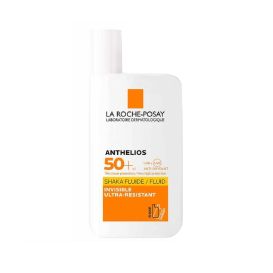 LA ROCHE-POSAY
LABORATOIRE DERMATOLOGIQUE
ANTHELIOS
50+
SHAKA FLUIDE / FLUID
INVISIBLE
ULTRA-RESISTANT